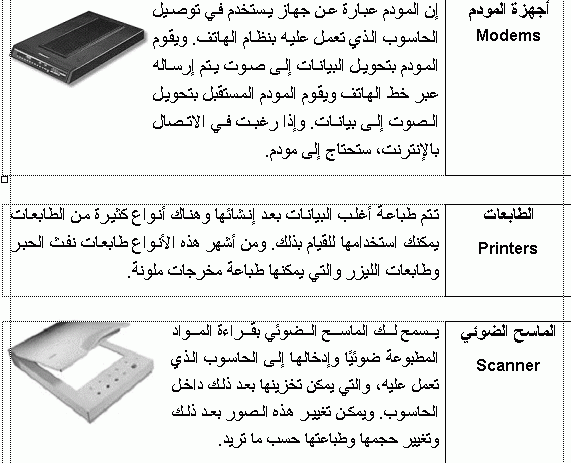 أجهزة المودم
Modems
إن المودم عبارة عن جهاز يستخدم في توصيل
الحاسوب الذي تعمل عليه بنظام الهاتف. ويقوم
المودم بتحويل البيانات إلى صوت يتم إرساله
عبر خط الهاتف ويقوم المودم المستقبل بتحويل
الصوت إلى بيانات. وإذا رغبت في الاتصال
بالإنترنت، ستحتاج إلى مودم.
الطابعات
Printers
تتم طباعة أغلب البيانات بعد إنشائها وهناك أنواع كثيرة من الطابعات
يمكنك استخدامها للقيام بذلك. ومن أشهر هذه الأنواع طابعات نفث الحبر
وطابعات الليزر والتي يمكنها طباعة مخرجات ملونة.
الماسح الضوئي
Scanner
يسمح لك الماسح الضوئي بقراءة المواد
المطبوعة ضوئيًا وإدخالها إلى الحاسوب الذي
تعمل عليه، والتي يمكن تخزينها بعد ذلك داخل
الحاسوب. ويمكن تغيير هذه الصور بعد ذلك
وتغيير حجمها وطباعتها حسب ما تريد.